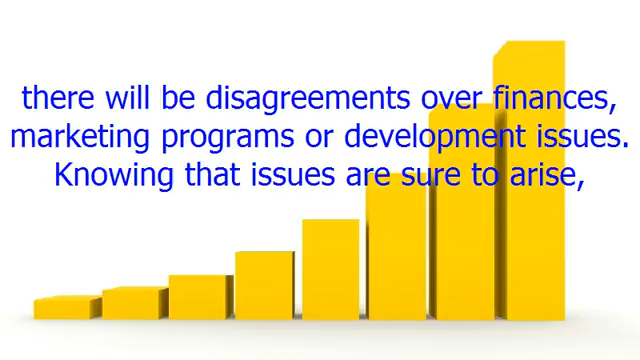 there will be disagreements over finances,
marketing programs or development issues.
Knowing that issues are sure to arise,